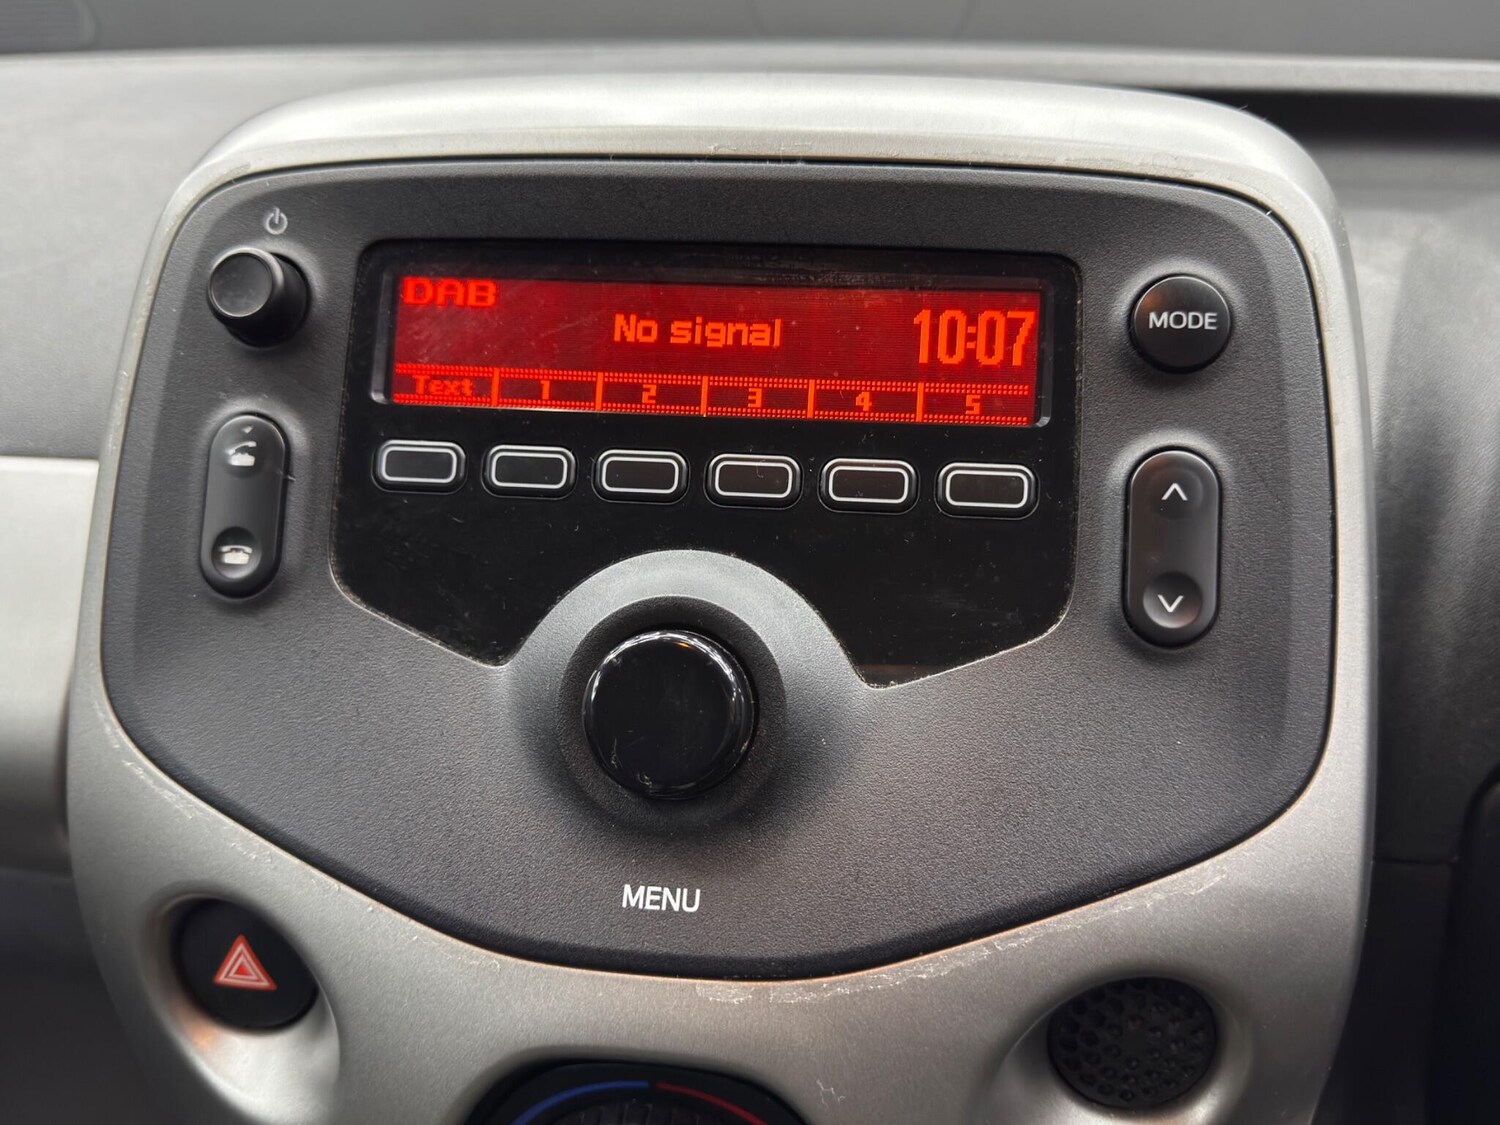 DAB
No signal
10:07
Text 1 2 3 4 5
MODE
MENU